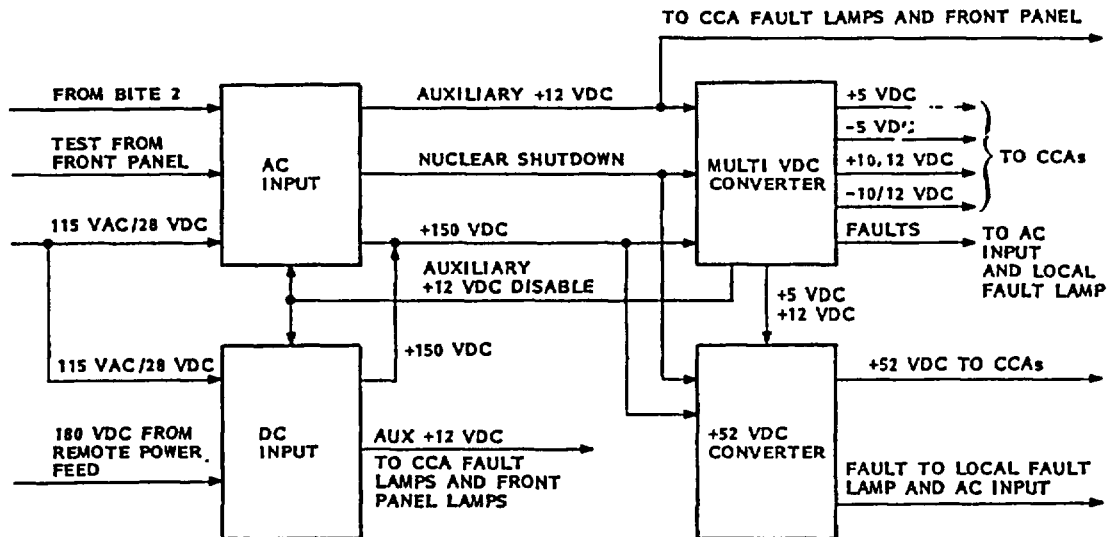 TO CCA FAULT LAMPS AND FRONT PANEL
FROM BITE 2
AUXILIARY +12 VDC
+5 VDC
TEST FROM
FRONT PANEL
AC
INPUT
NUCLEAR SHUTDOWN
MULTI VDC
CONVERTER
-5 VDC
+10,12 VDC
TO CCAs
-10/12 VDC
115 VAC/28 VDC
+150 VDC
FAULTS
TO AC
INPUT
AND LOCAL
FAULT LAMP
AUXILIARY
+12 VDC DISABLE
+5 VDC
+12 VDC
115 VAC/28 VDC
+150 VDC
+52 VDC TO CCAs
180 VDC FROM
REMOTE POWER
FEED
DC
INPUT
AUX +12 VDC
TO CCA FAULT
LAMPS AND FRONT
PANEL LAMPS
+52 VDC
CONVERTER
FAULT TO LOCAL FAULT
LAMP AND AC INPUT